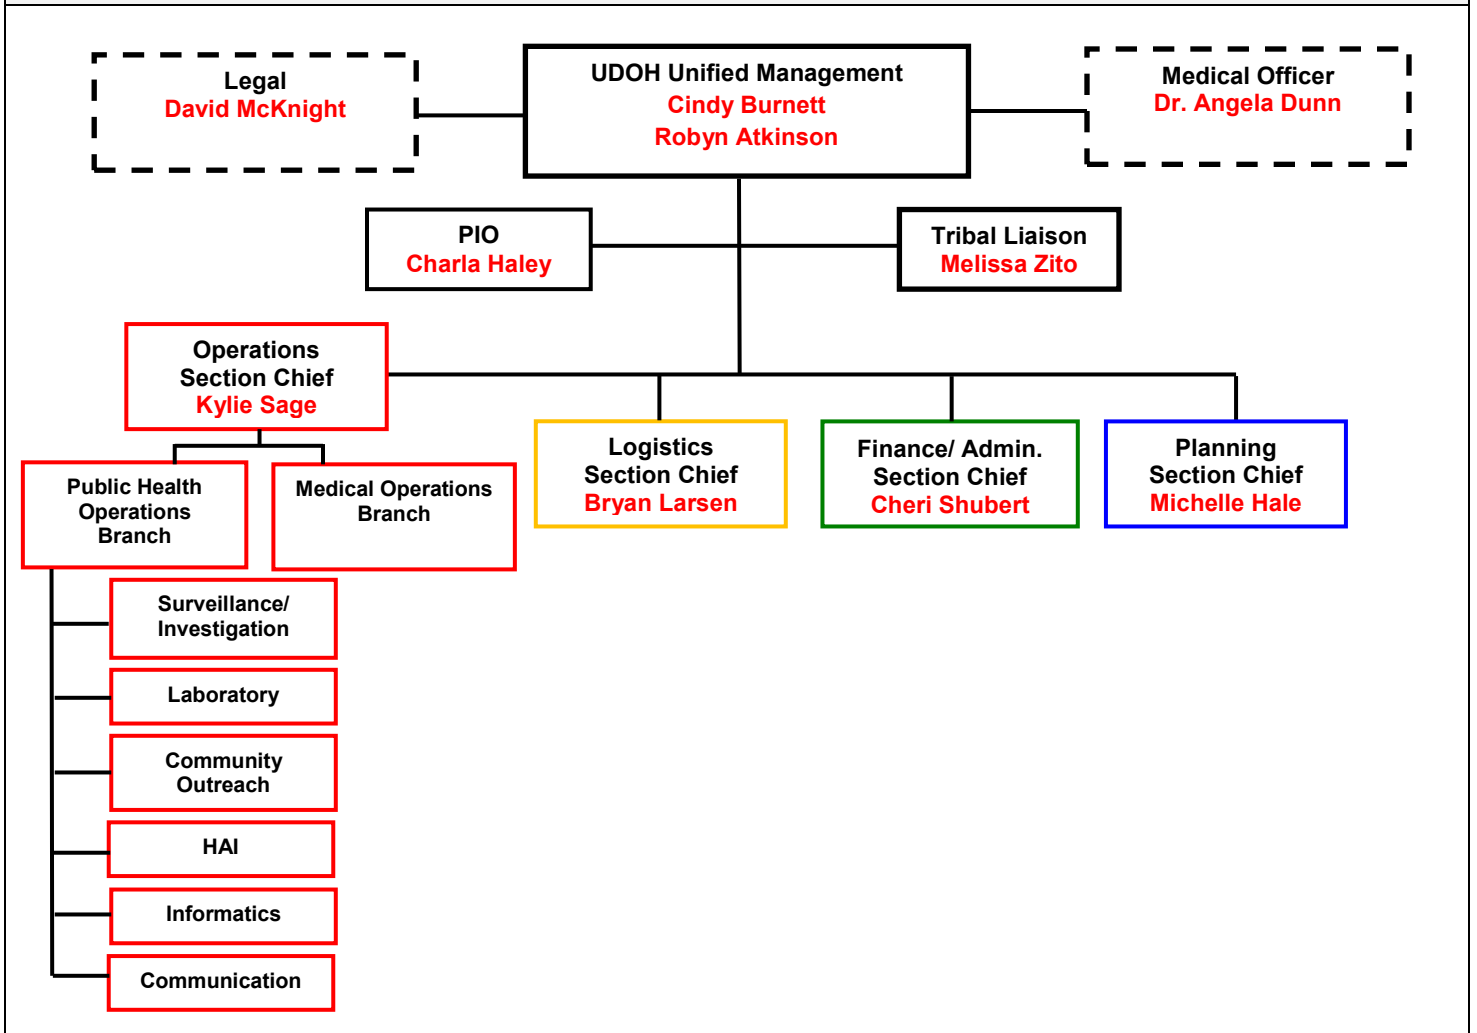 Legal
David McKnight
UDOH Unified Management
Cindy Burnett
Robyn Atkinson
Medical Officer
Dr. Angela Dunn
PIO
Charla Haley
Tribal Liaison
Melissa Zito
Operations
Section Chief
Kylie Sage
Logistics
Section Chief
Bryan Larsen
Finance/ Admin.
Section Chief
Cheri Shubert
Planning
Section Chief
Michelle Hale
Public Health
Operations
Branch
Medical Operations
Branch
Surveillance/
Investigation
Laboratory
Community
Outreach
HAI
Informatics
Communication